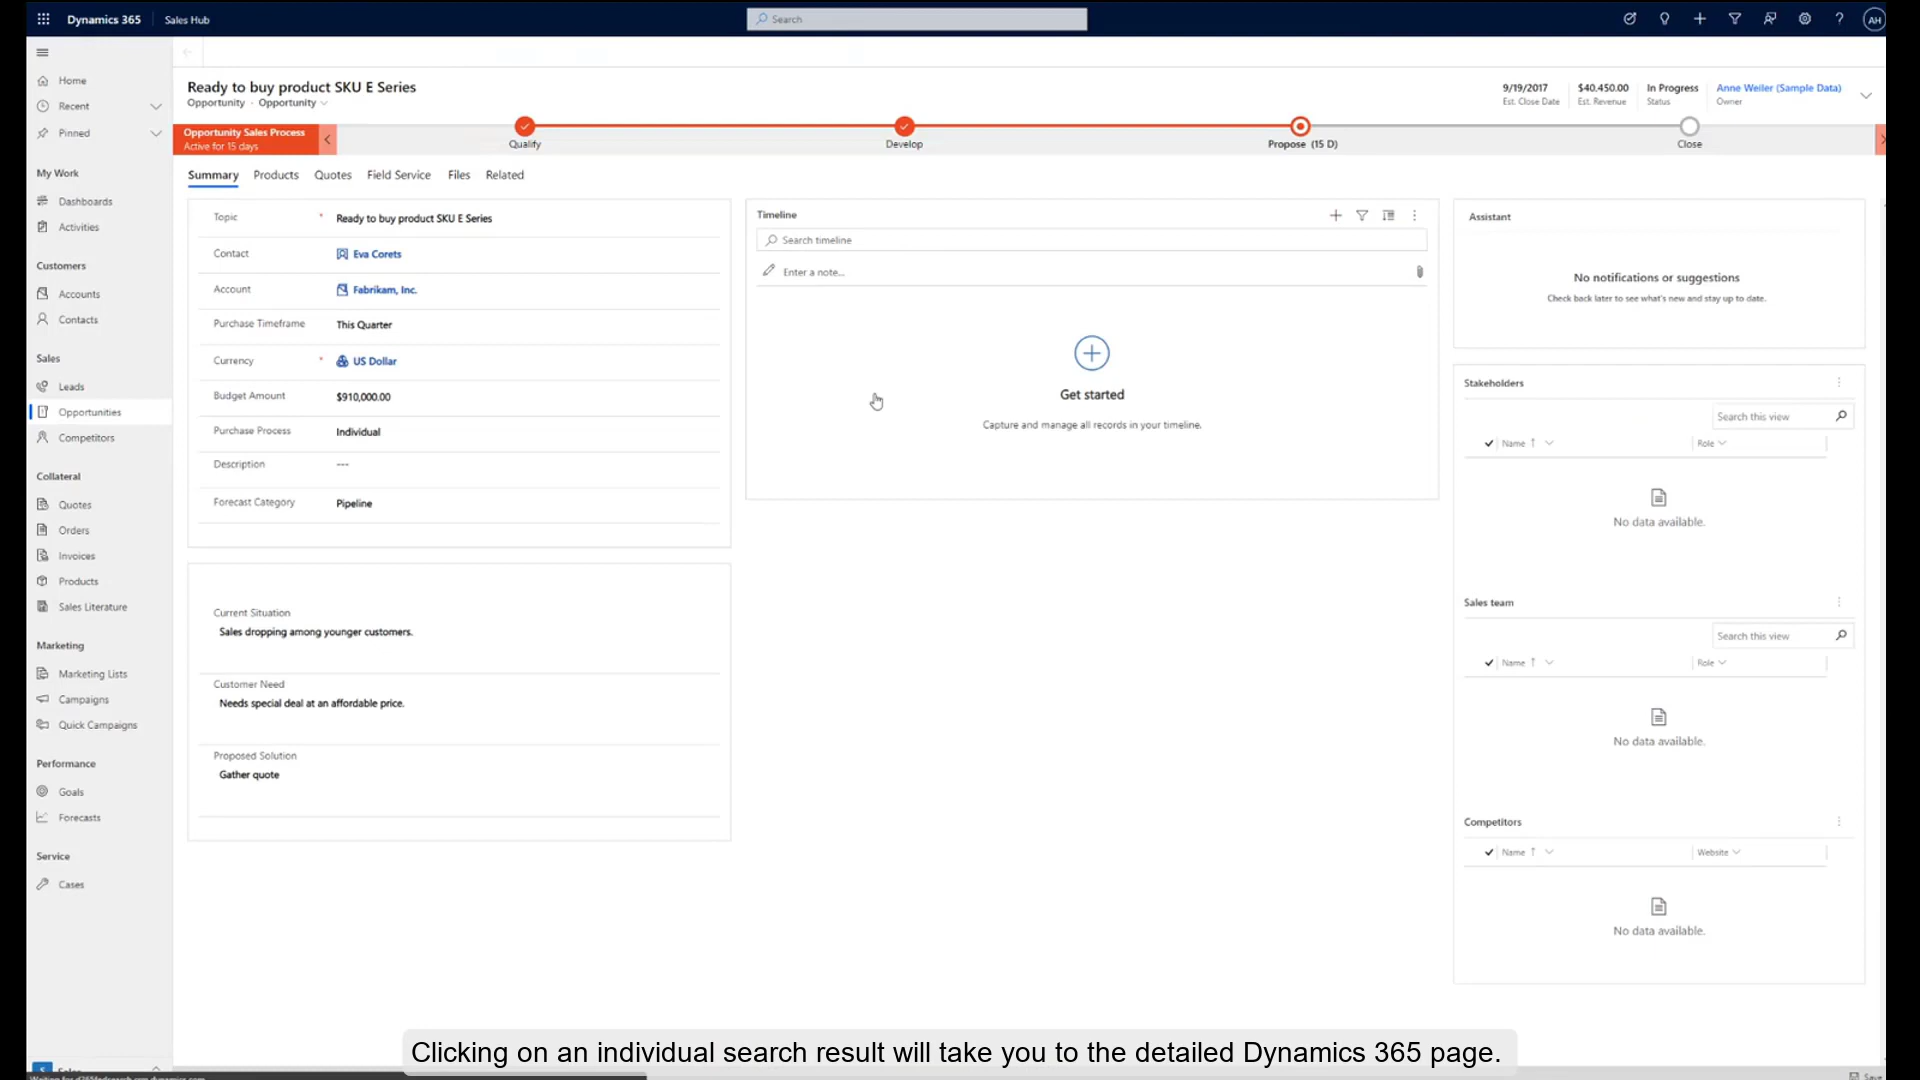 Dynamics 365
Sales Hub
Search
AH
Home
Recent
Pinned
My Work
Dashboards
Activities
Customers
Accounts
Contacts
Sales
Leads
Opportunities
Competitors
Collateral
Quotes
Orders
Invoices
Products
Sales Literature
Marketing
Marketing Lists
Campaigns
Quick Campaigns
Performance
Goals
Forecasts
Service
Cases
S Sales
Ready to buy product SKU E Series
Opportunity · Opportunity
9/19/2017
Est. Close Date
$40,450.00
Est. Revenue
In Progress
Status
Anne Weiler (Sample Data)
Owner
Opportunity Sales Process
Active for 15 days
Qualify
Develop
Propose (15 D)
Close
Summary
Products
Quotes
Field Service
Files
Related
Topic * Ready to buy product SKU E Series
Contact Eva Corets
Account Fabrikam, Inc.
Purchase Timeframe This Quarter
Currency * US Dollar
Budget Amount $910,000.00
Purchase Process Individual
Description ---
Forecast Category Pipeline
Current Situation
Sales dropping among younger customers.
Customer Need
Needs special deal at an affordable price.
Proposed Solution
Gather quote
Timeline
Search timeline
Enter a note...
Get started
Capture and manage all records in your timeline.
Assistant
No notifications or suggestions
Check back later to see what's new and stay up to date.
Stakeholders
Search this view
Name ↑ Role
No data available.
Sales team
Search this view
Name ↑ Role
No data available.
Competitors
Name ↑ Website
No data available.
Clicking on an individual search result will take you to the detailed Dynamics 365 page.
Save